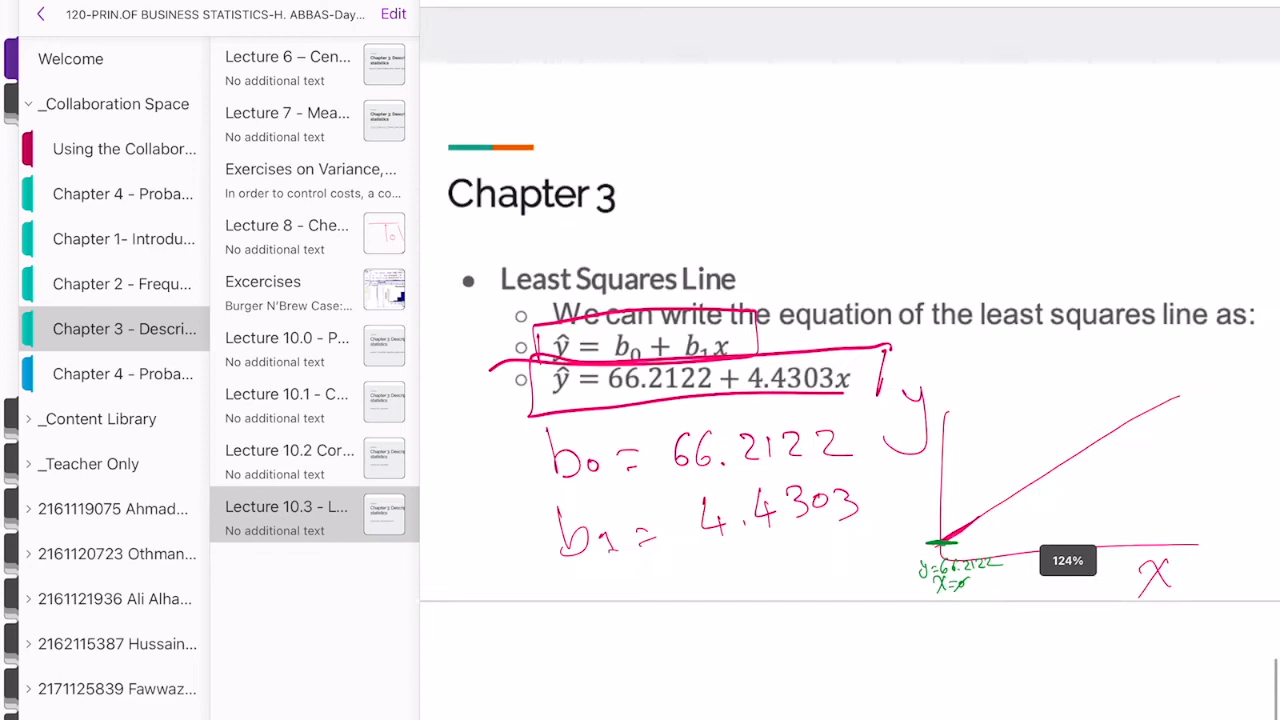 120-PRIN.OF BUSINESS STATISTICS-H. ABBAS-Day...
Edit
Welcome
_Collaboration Space
Using the Collabor...
Chapter 4 - Proba...
Chapter 1- Introdu...
Chapter 2 - Frequ...
Chapter 3 - Descri...
Chapter 4 - Proba...
_Content Library
_Teacher Only
2161119075 Ahmad...
2161120723 Othman...
2161121936 Ali Alha...
2162115387 Hussain...
2171125839 Fawwaz...
Lecture 6 – Cen...
No additional text
Lecture 7 - Mea...
No additional text
Exercises on Variance,...
In order to control costs, a co...
Lecture 8 - Che...
No additional text
Excercises
Burger N'Brew Case:...
Lecture 10.0 - P...
No additional text
Lecture 10.1 - C...
No additional text
Lecture 10.2 Cor...
No additional text
Lecture 10.3 - L...
No additional text
Chapter 3
● Least Squares Line
○ We can write the equation of the least squares line as:
○ ŷ = b₀ + b₁x
○ ŷ = 66.2122 + 4.4303x
b₀ = 66.2122
b₁ = 4.4303
y
y=66.2122
x=0
124%
x